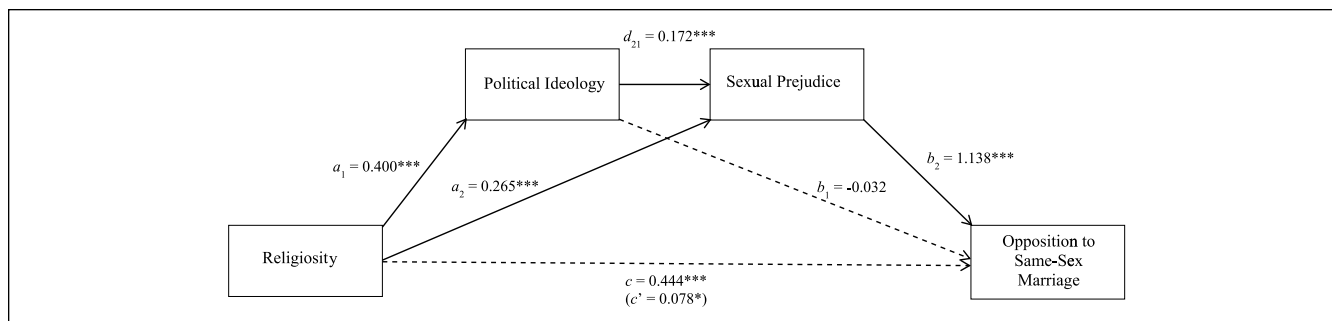 d21 = 0.172***
Political Ideology
Sexual Prejudice
a1 = 0.400***
a2 = 0.265***
b1 = -0.032
b2 = 1.138***
Religiosity
Opposition to
Same-Sex
Marriage
c = 0.444***
(c’ = 0.078*)